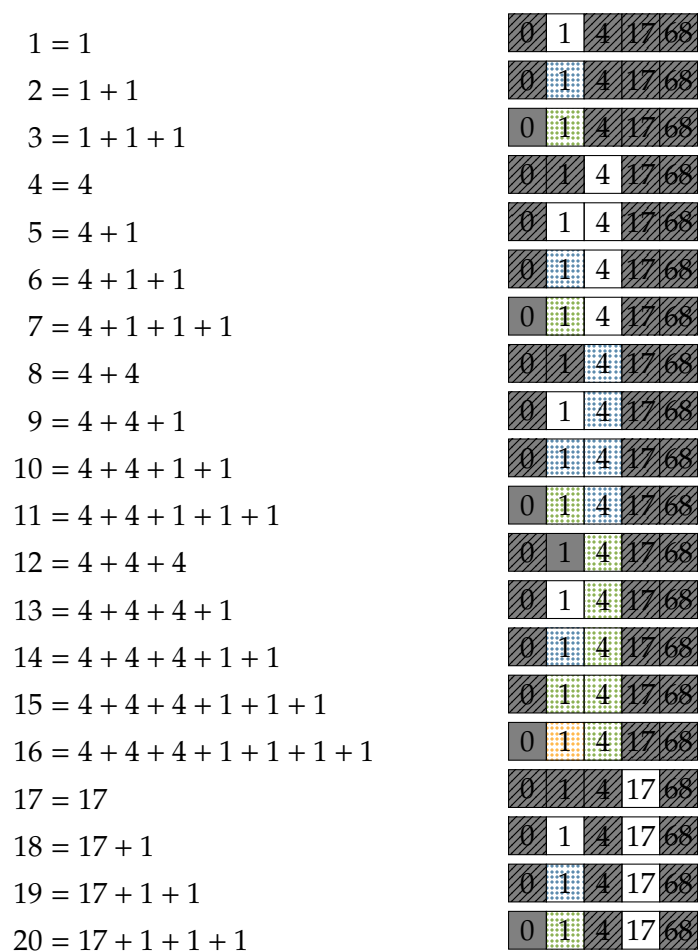 1 = 1 0 1 4 17 68
2 = 1 + 1 0 1 4 17 68
3 = 1 + 1 + 1 0 1 4 17 68
4 = 4 0 1 4 17 68
5 = 4 + 1 0 1 4 17 68
6 = 4 + 1 + 1 0 1 4 17 68
7 = 4 + 1 + 1 + 1 0 1 4 17 68
8 = 4 + 4 0 1 4 17 68
9 = 4 + 4 + 1 0 1 4 17 68
10 = 4 + 4 + 1 + 1 0 1 4 17 68
11 = 4 + 4 + 1 + 1 + 1 0 1 4 17 68
12 = 4 + 4 + 4 0 1 4 17 68
13 = 4 + 4 + 4 + 1 0 1 4 17 68
14 = 4 + 4 + 4 + 1 + 1 0 1 4 17 68
15 = 4 + 4 + 4 + 1 + 1 + 1 0 1 4 17 68
16 = 4 + 4 + 4 + 1 + 1 + 1 + 1 0 1 4 17 68
17 = 17 0 1 4 17 68
18 = 17 + 1 0 1 4 17 68
19 = 17 + 1 + 1 0 1 4 17 68
20 = 17 + 1 + 1 + 1 0 1 4 17 68